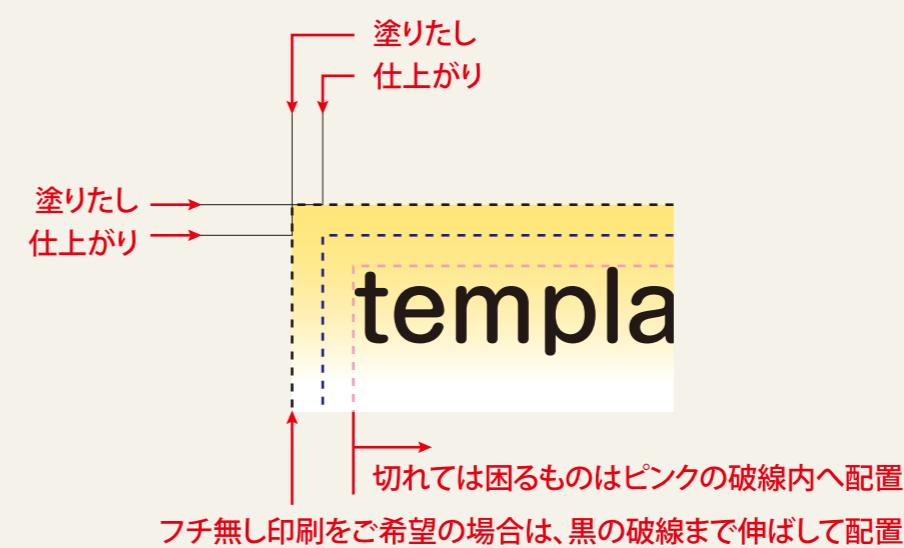 塗りたし
仕上がり
塗りたし
仕上がり
templa
切れては困るものはピンクの破線内へ配置
フチ無し印刷をご希望の場合は、黒の破線まで伸ばして配置